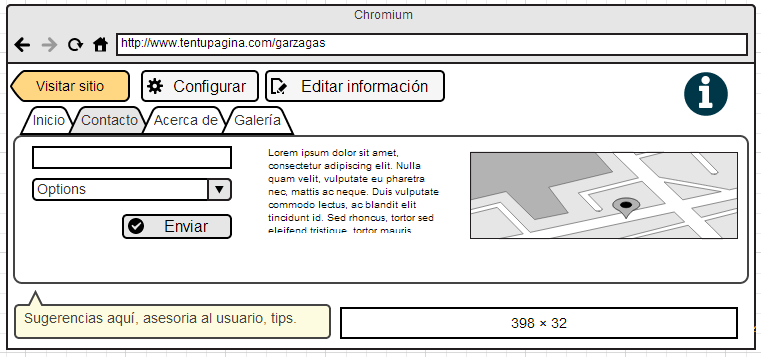 Chromium
http://www.tentupagina.com/garzagas
Visitar sitio
Configurar
Editar información
Inicio
Contacto
Acerca de
Galería
Options
Enviar
Lorem ipsum dolor sit amet,
consectetur adipiscing elit. Nulla
quam velit, vulputate eu pharetra
nec, mattis ac neque. Duis vulputate
commodo lectus, ac blandit elit
tincidunt id. Sed rhoncus, tortor sed
eleifend tristique, tortor mauris
Sugerencias aquí, asesoria al usuario, tips.
398 × 32